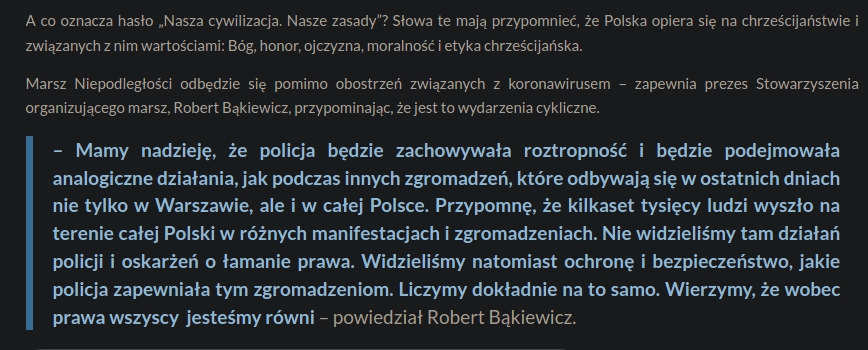 A co oznacza hasło „Nasza cywilizacja. Nasze zasady”? Słowa te mają przypomnieć, że Polska opiera się na chrześcijaństwie i
związanych z nim wartościami: Bóg, honor, ojczyzna, moralność i etyka chrześcijańska.
Marsz Niepodległości odbędzie się pomimo obostrzeń związanych z koronawirusem – zapewnia prezes Stowarzyszenia
organizującego marsz, Robert Bąkiewicz, przypominając, że jest to wydarzenia cykliczne.
– Mamy nadzieję, że policja będzie zachowywała roztropność i będzie podejmowała
analogiczne działania, jak podczas innych zgromadzeń, które odbywają się w ostatnich dniach
nie tylko w Warszawie, ale i w całej Polsce. Przypomnę, że kilkaset tysięcy ludzi wyszło na
terenie całej Polski w różnych manifestacjach i zgromadzeniach. Nie widzieliśmy tam działań
policji i oskarżeń o łamanie prawa. Widzieliśmy natomiast ochronę i bezpieczeństwo, jakie
policja zapewniała tym zgromadzeniom. Liczymy dokładnie na to samo. Wierzymy, że wobec
prawa wszyscy jesteśmy równi – powiedział Robert Bąkiewicz.